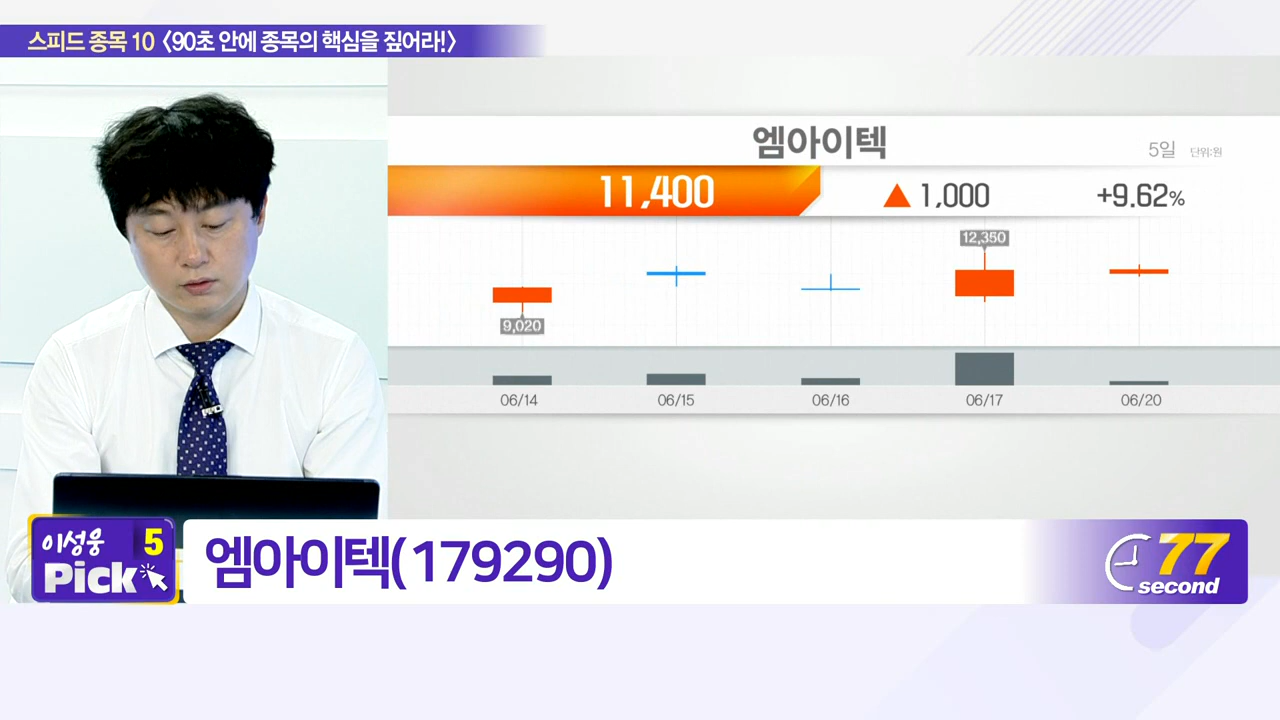 스피드 종목 10 <90초 안에 종목의 핵심을 짚어라!>
엠아이텍
5일 단위:원
11,400 ▲ 1,000 +9.62%
12,350
9,020
06/14 06/15 06/16 06/17 06/20
이성웅 5
Pick
엠아이텍(179290)
77
second